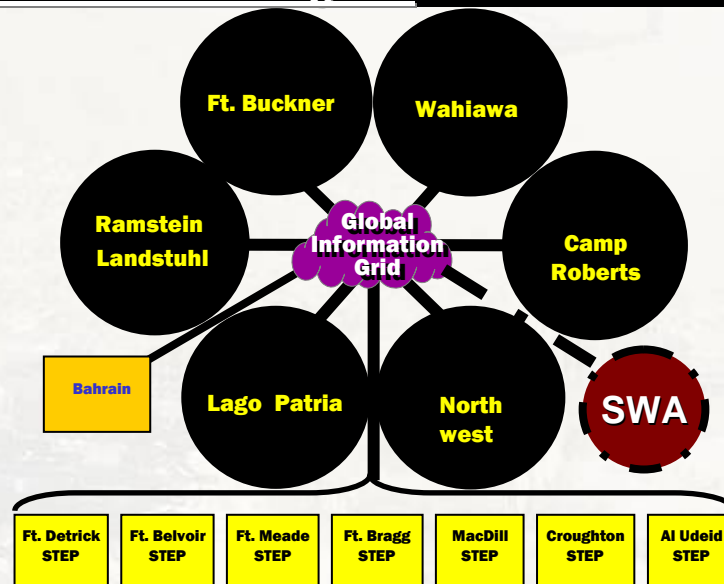 Ft. Buckner
Wahiawa
Ramstein
Landstuhl
Global
Information
Grid
Camp
Roberts
Bahrain
Lago Patria
North
west
SWA
Ft. Detrick
STEP
Ft. Belvoir
STEP
Ft. Meade
STEP
Ft. Bragg
STEP
MacDill
STEP
Croughton
STEP
Al Udeid
STEP